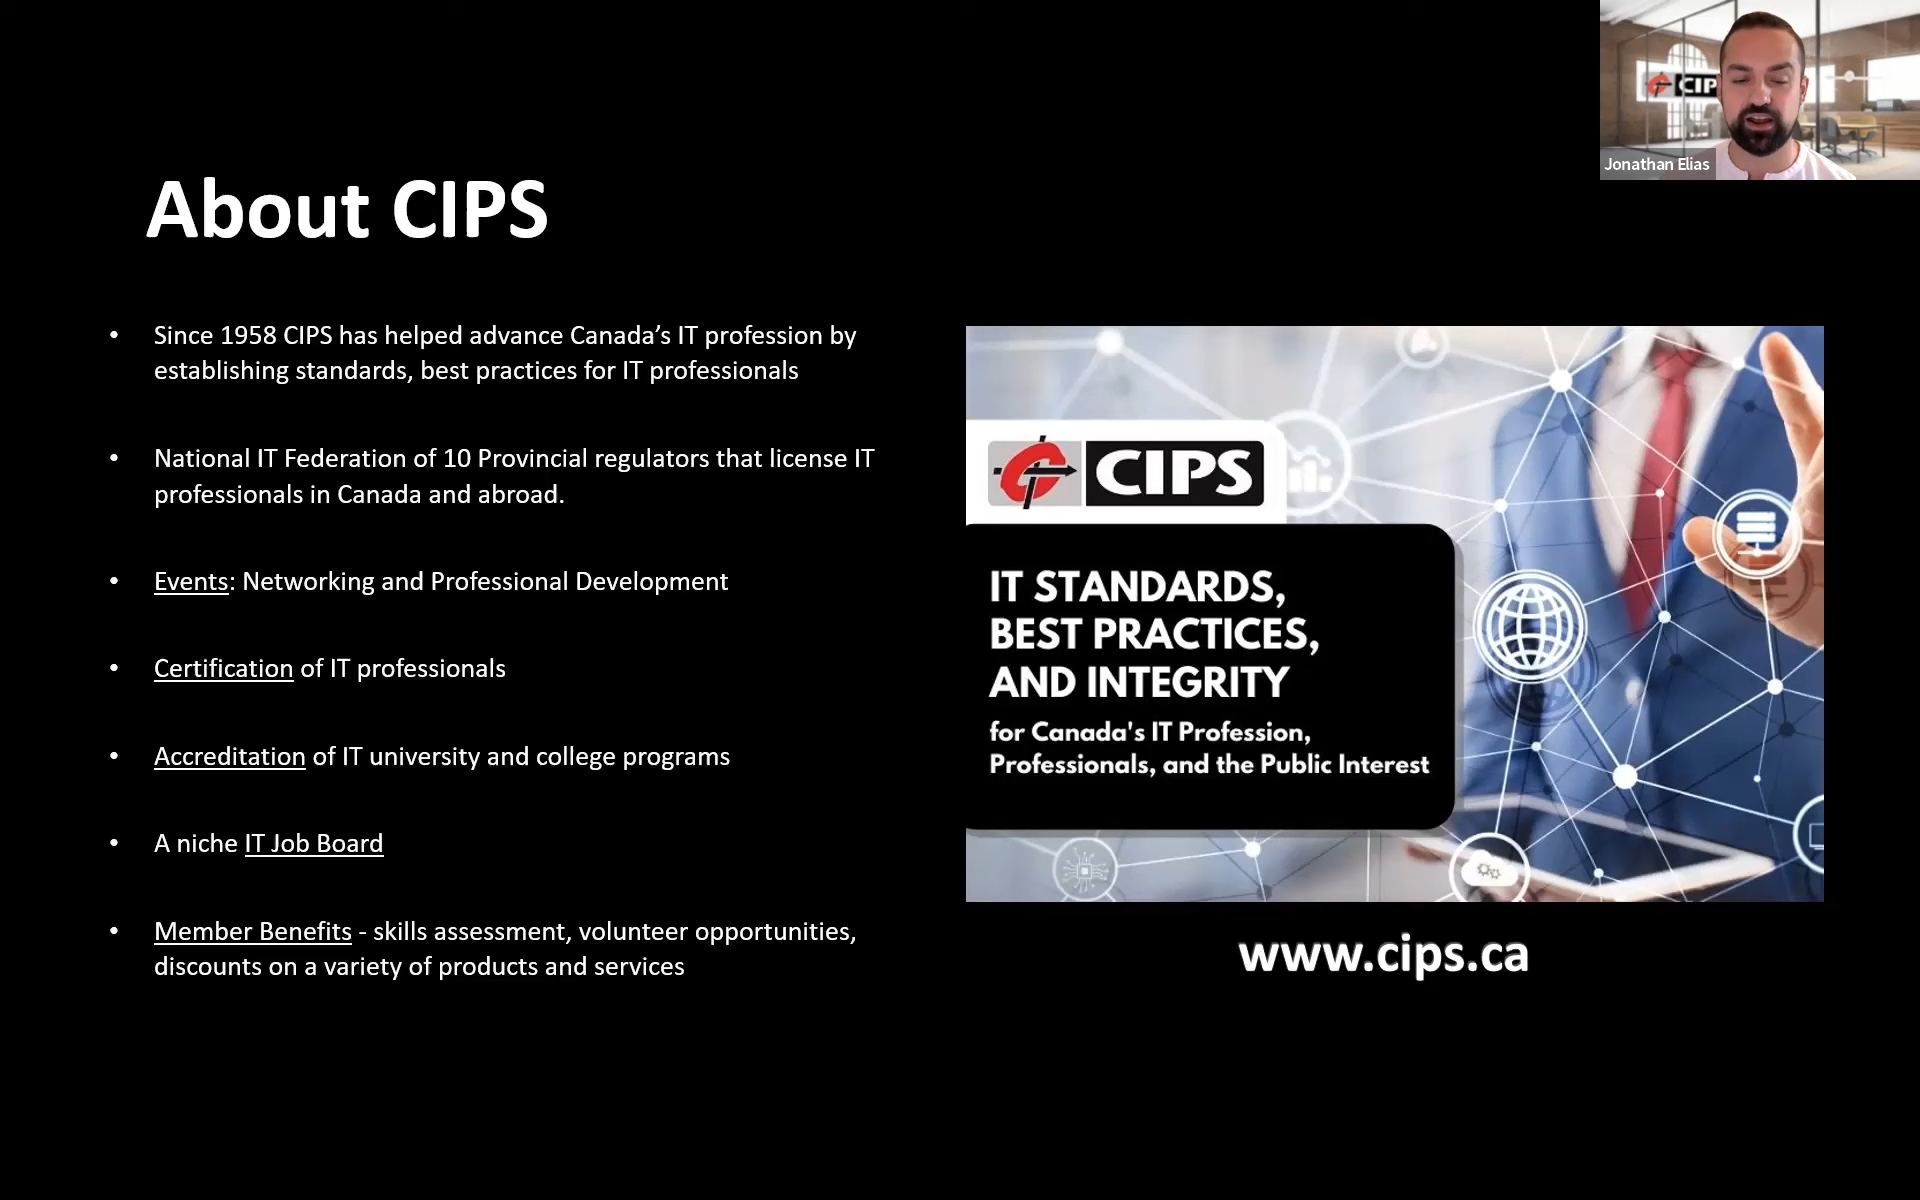 CIP
Jonathan Elias
About CIPS
• Since 1958 CIPS has helped advance Canada’s IT profession by
establishing standards, best practices for IT professionals
• National IT Federation of 10 Provincial regulators that license IT
professionals in Canada and abroad.
• Events: Networking and Professional Development
• Certification of IT professionals
• Accreditation of IT university and college programs
• A niche IT Job Board
• Member Benefits - skills assessment, volunteer opportunities,
discounts on a variety of products and services
CIPS
IT STANDARDS,
BEST PRACTICES,
AND INTEGRITY
for Canada's IT Profession,
Professionals, and the Public Interest
www.cips.ca